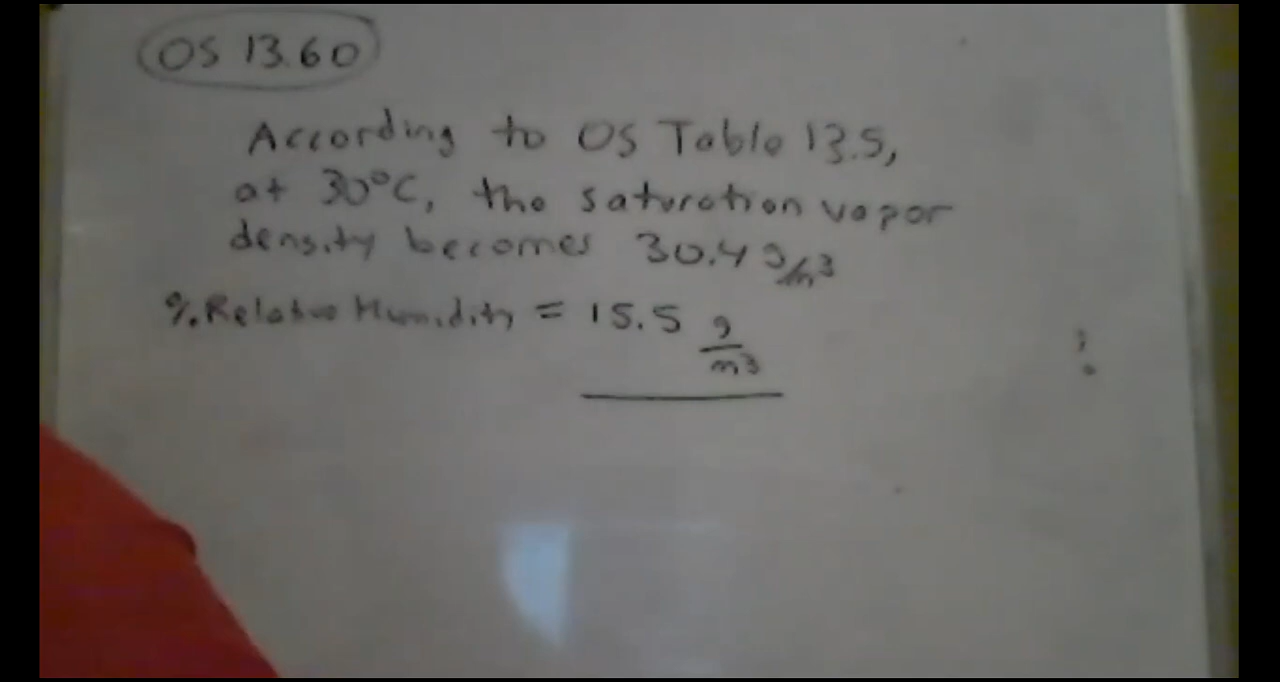 OS 13.60
According to OS Table 13.5,
at 30°C, the saturation vapor
density becomes 30.4 g/m³
% Relative Humidity = 15.5 g/m³